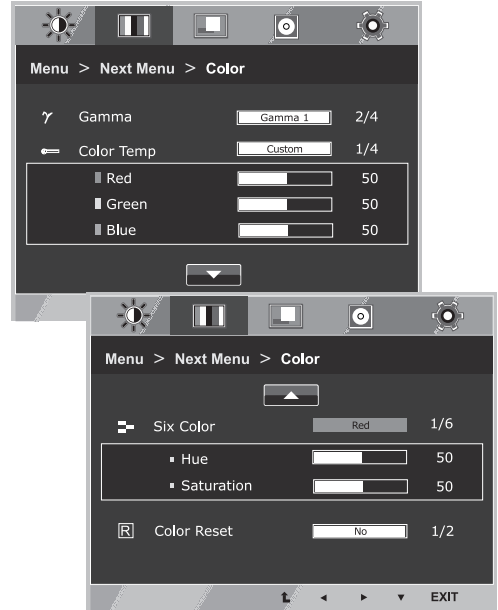 Menu > Next Menu > Color
γ Gamma Gamma 1 2/4
Color Temp Custom 1/4
Red 50
Green 50
Blue 50
Menu > Next Menu > Color
Six Color Red 1/6
Hue 50
Saturation 50
R Color Reset No 1/2
EXIT